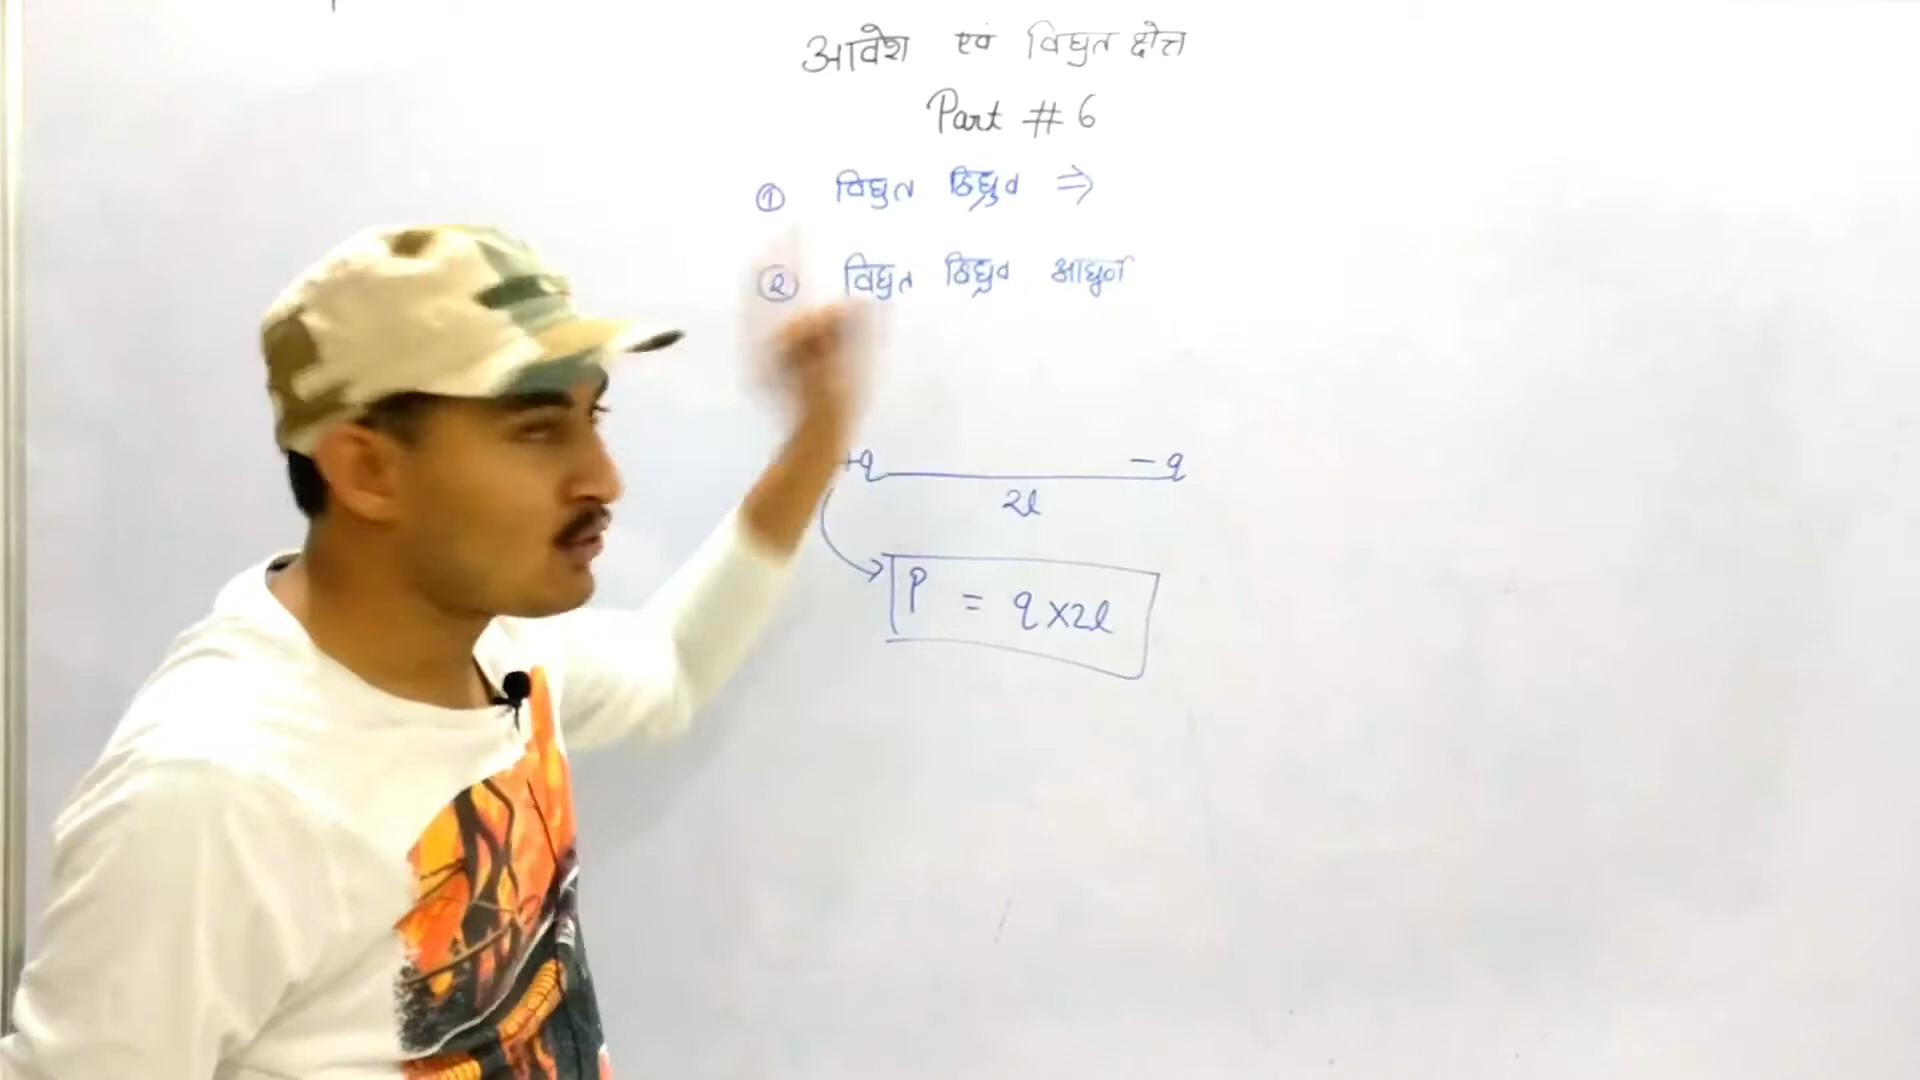 आवेश एवं विद्युत क्षेत्र
Part # 6
① विद्युत द्विध्रुव ⇒
② विद्युत द्विध्रुव आघूर्ण
+q - q
2l
P = q x 2l